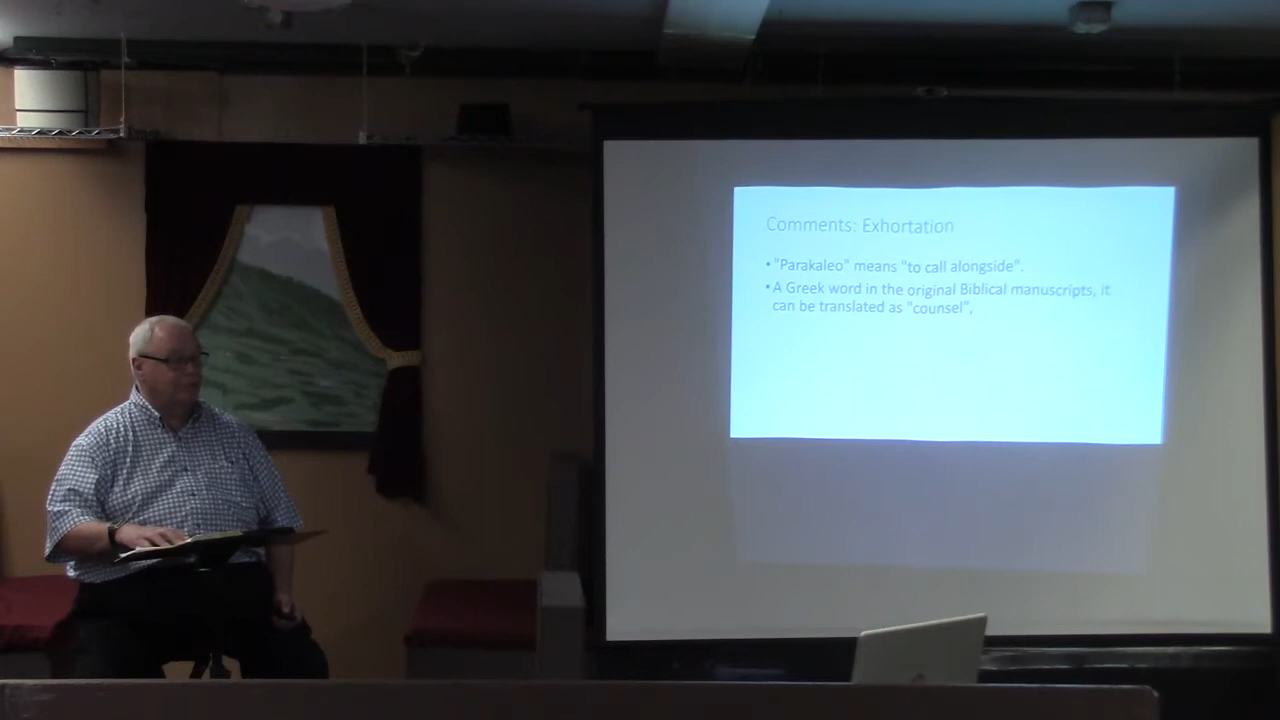 Comments: Exhortation
• "Parakaleo" means "to call alongside".
• A Greek word in the original Biblical manuscripts, it
can be translated as "counsel",